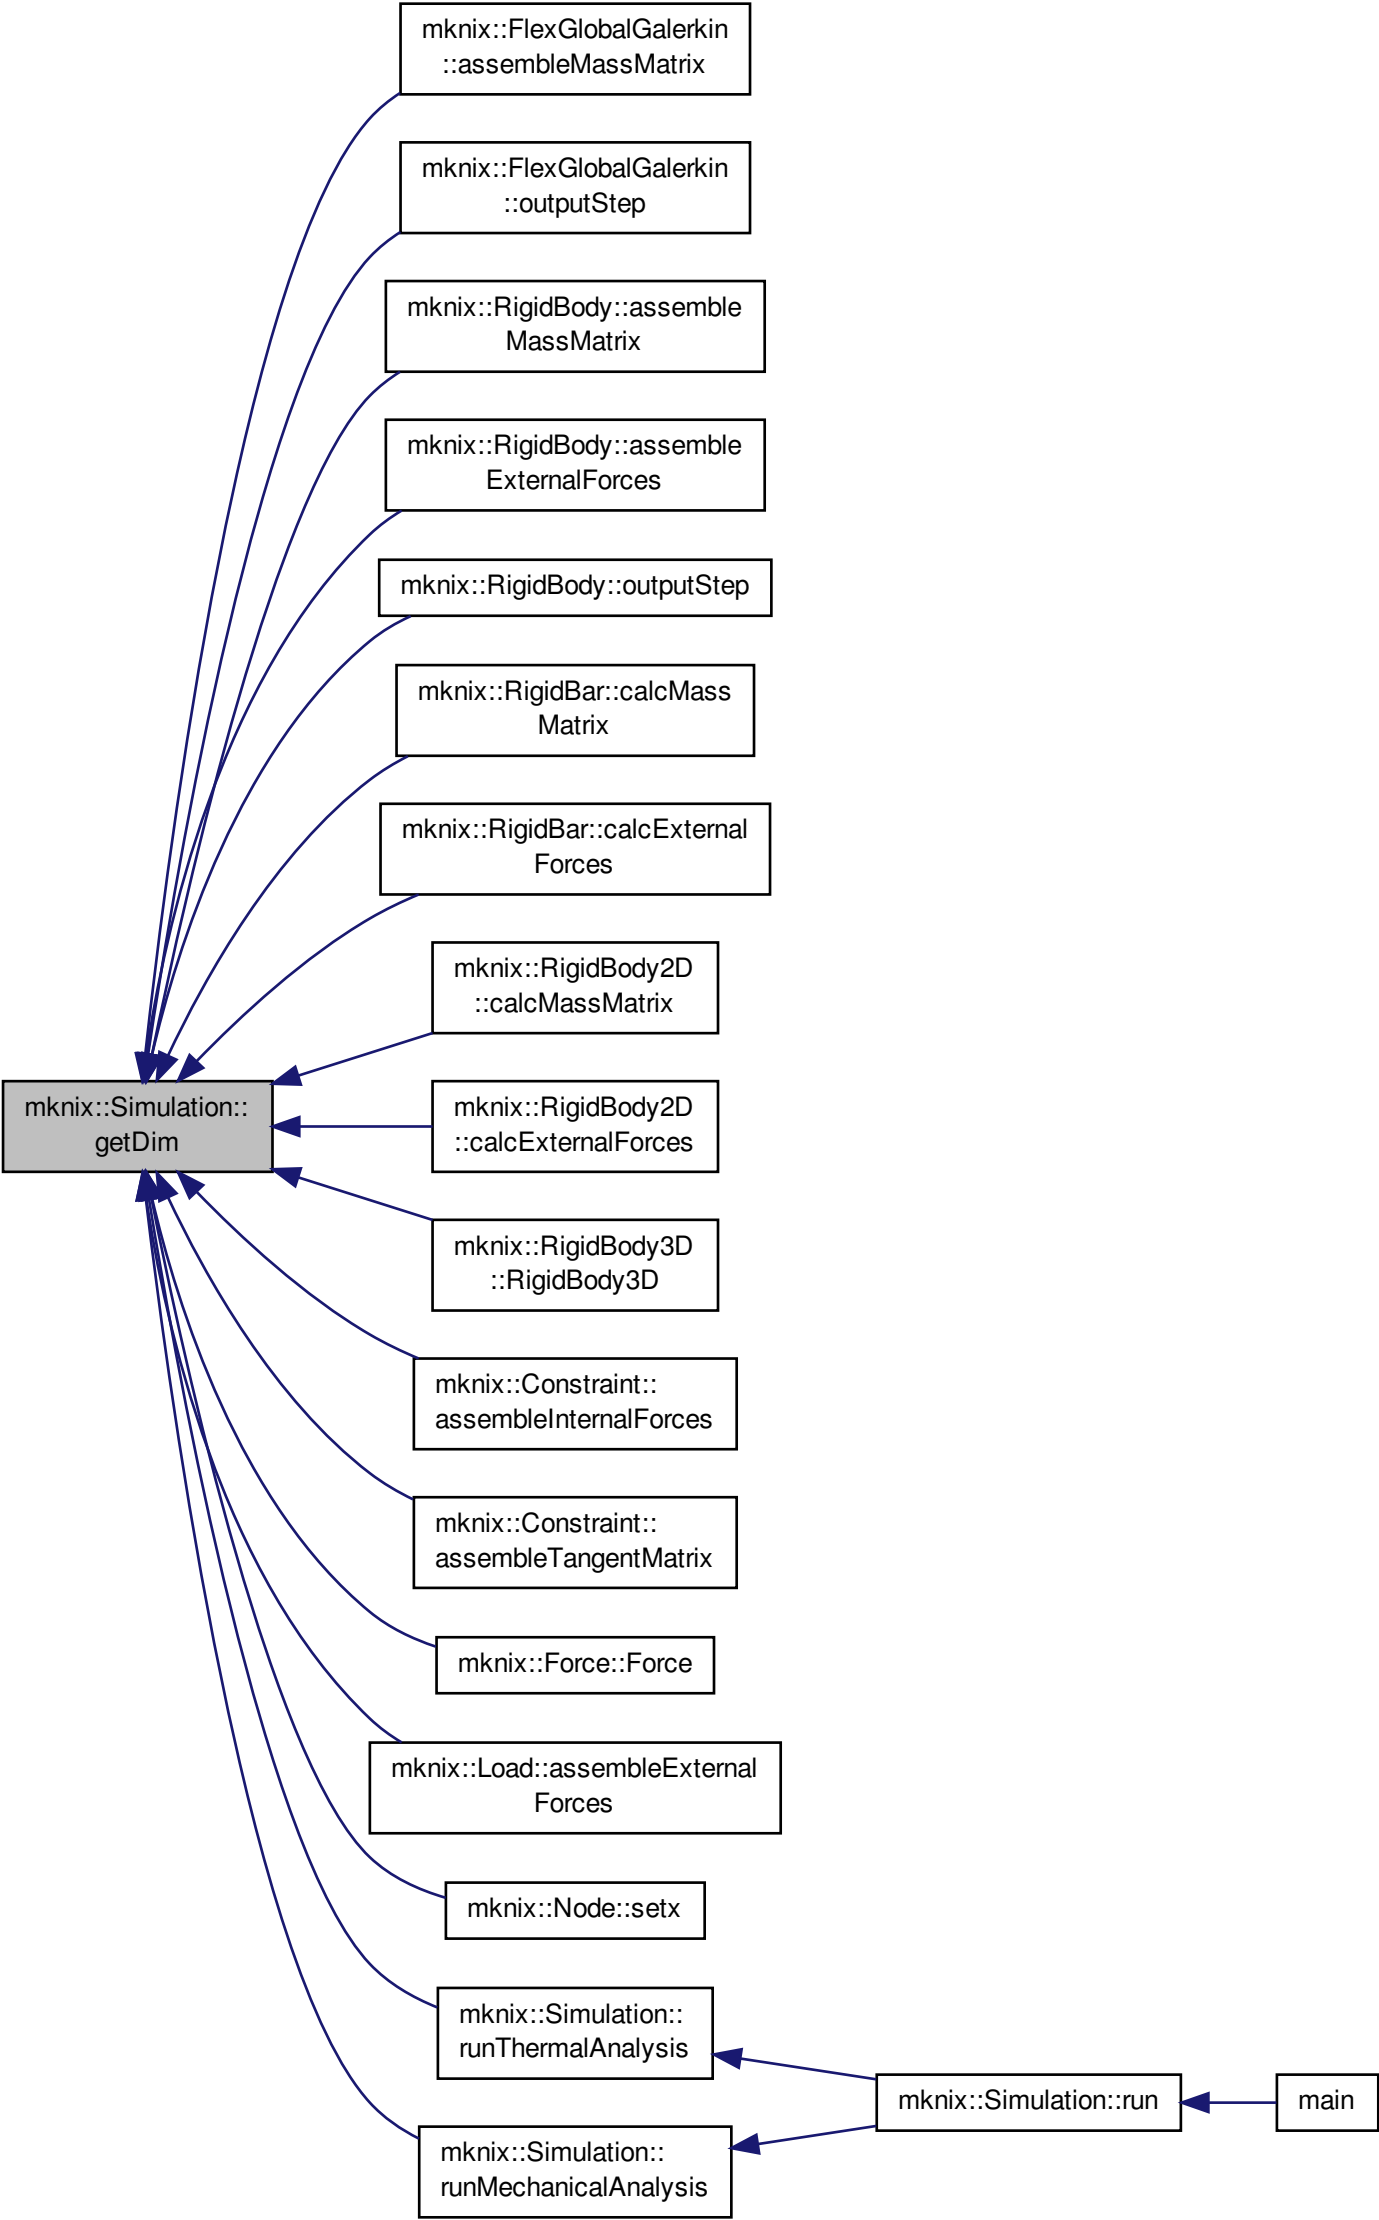 mknix::FlexGlobalGalerkin
::assembleMassMatrix
mknix::FlexGlobalGalerkin
::outputStep
mknix::RigidBody::assemble
MassMatrix
mknix::RigidBody::assemble
ExternalForces
mknix::RigidBody::outputStep
mknix::RigidBar::calcMass
Matrix
mknix::RigidBar::calcExternal
Forces
mknix::RigidBody2D
::calcMassMatrix
mknix::Simulation::
getDim
mknix::RigidBody2D
::calcExternalForces
mknix::RigidBody3D
::RigidBody3D
mknix::Constraint::
assembleInternalForces
mknix::Constraint::
assembleTangentMatrix
mknix::Force::Force
mknix::Load::assembleExternal
Forces
mknix::Node::setx
mknix::Simulation::
runThermalAnalysis
mknix::Simulation::run
main
mknix::Simulation::
runMechanicalAnalysis